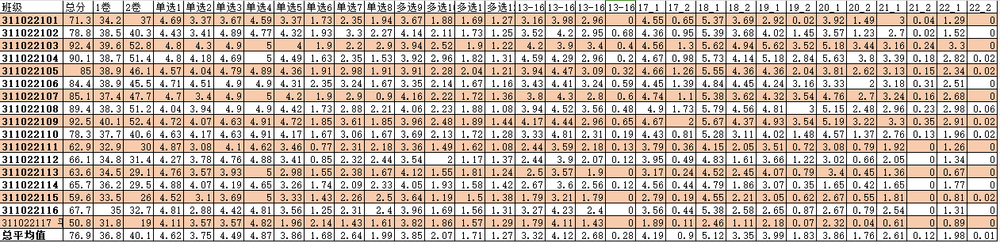 班级 总分 1卷 2卷 单选1 单选2 单选3 单选4 单选5 单选6 单选7 单选8 多选9 多选10 多选1 多选12 13-16 13-16 13-16 13-16 17_1 17_2 18_1 18_2 19_1 19_2 20_1 20_2 21_1 21_2 22_1 22_2
311022101 71.3 34.2 37 4.69 3.37 3.67 4.59 3.37 1.73 2.35 1.94 3.67 1.88 1.69 1.27 3.16 3.98 2.96 0 4.55 0.65 5.37 3.69 2.92 0.02 3.92 1.49 3 0.04 1.29 0
311022102 78.8 38.5 40.3 4.43 3.41 4.89 4.77 4.32 1.93 3.3 2.27 4.14 2.11 1.73 1.25 3.52 4.2 2.95 0.68 4.36 0.95 5.39 3.68 4.02 1.45 3.57 1.23 2.7 0.02 1.52 0
311022103 92.4 39.6 52.8 4.8 4.3 4.9 5 4 1.9 2.2 2.9 3.94 2.52 1.9 1.22 4.2 3.9 3.4 0.4 4.56 1.3 5.62 4.94 5.62 3.52 5.18 3.44 3.16 0.24 3.3 0
311022104 90.1 38.7 51.4 4.8 4.18 4.69 5 4.49 1.63 2.35 1.53 3.92 2.96 1.82 1.31 4.59 4.29 2.96 0.2 4.67 0.98 5.73 4.14 5.18 2.84 5.63 3.8 3.39 0.18 2.82 0.02
311022105 85 38.9 46.1 4.57 4.04 4.79 4.89 4.36 1.91 2.98 1.91 3.91 2.28 2.04 1.21 3.94 4.47 3.09 0.32 4.66 1.26 5.55 4.36 4.36 2.04 3.81 2.62 3.13 0.15 2.34 0.02
311022106 84.4 38.9 45.5 4.71 4.51 4.9 4.9 4.31 2.35 3.24 1.67 3.35 2.14 1.67 1.16 3.43 4.41 3.24 0.59 4.45 1.39 4.84 4.45 4.24 3.16 3.33 2 3.18 0.31 2.51 0
311022107 85.1 37.4 47.7 4.7 3.4 4.9 5 4.2 1.9 2.9 0.9 4.16 2.22 1.72 1.36 3.8 4.3 2.8 0.6 4.74 1.1 5.38 3.62 4.32 3.54 4.76 2.7 3.24 0.16 2.68 0
311022108 89.4 38.3 51.2 4.04 3.94 4.9 4.9 4.42 1.73 2.88 2.21 4.06 2.23 1.88 1.08 3.94 4.52 3.56 0.48 4.9 1.73 5.79 4.56 4.81 3 5.15 2.48 2.96 0.23 2.98 0.06
311022109 92.5 40.1 52.4 4.72 4.07 4.63 4.91 4.72 1.85 3.61 1.85 3.96 2.48 1.89 1.44 4.17 4.44 2.96 0.65 4.67 2 5.67 4.37 4.93 3.54 5.19 3.22 3.3 0.35 2.91 0.02
311022110 78.3 37.7 40.6 4.63 4.17 4.63 4.91 4.17 1.67 3.06 1.67 3.69 2.13 1.72 1.28 3.33 4.81 2.31 0.19 4.43 0.81 5.28 3.11 4.02 1.48 4.57 1.37 2.76 0.13 1.96 0.02
311022111 62.9 32.9 30 4.87 3.08 4.1 4.62 3.46 0.77 2.31 2.18 3.36 1.49 1.62 1.08 2.44 3.59 2.18 0.13 3.79 0.36 4.15 2.05 3.51 0.72 3.08 0.79 1.92 0 1.26 0
311022112 66.1 34.8 31.4 4.27 3.78 4.76 4.88 3.41 0.85 2.32 2.44 3.54 2 1.17 1.37 2.44 3.9 2.07 0.12 3.95 0.49 4.83 1.61 3.66 1.22 3.02 0.66 2.05 0 1.34 0
311022113 63.6 34.5 29.1 4.76 3.57 3.93 5 2.98 1.55 2.38 1.67 4.12 1.55 1.81 1.24 2.5 3.57 1.9 0 3.17 0.24 4.52 2.45 4.07 0.79 3.4 0.45 1.36 0 0.67 0
311022114 65.7 36.2 29.5 4.88 4.07 4.19 4.65 3.26 1.74 2.09 2.33 4.05 1.93 1.58 1.42 2.67 3.6 2.56 0.12 4.56 0.44 4.79 1.86 3.07 0.35 1.65 0.42 1.65 0 1.77 0
311022115 59.6 33.5 26 4.52 3.1 3.69 5 3.33 1.43 2.26 2.5 3.64 1.19 1.5 1.38 1.79 3.21 1.79 0 2.79 0.19 4.55 2.21 3.05 0.62 2.67 0.55 1.81 0 0.81 0.02
311022116 67.7 35 32.7 4.81 2.88 4.42 4.81 3.56 1.25 2.31 2.4 3.96 1.69 1.56 1.31 3.27 4.23 2.4 0 3.56 0.44 5.38 2.58 2.65 0.87 2.67 0.79 2.54 0 1.31 0
311022117 50.8 31.8 19 4.11 3.57 3.57 4.82 1.96 2.14 1.43 1.61 3.82 1.86 1.57 1.29 1.79 4.11 1.43 0 1.89 0.11 2.46 1.11 2.18 0.07 2.32 0.04 0.61 0 0.89 0
总平均值 76.9 36.8 40.1 4.62 3.75 4.49 4.87 3.86 1.68 2.64 1.99 3.85 2.07 1.71 1.27 3.32 4.12 2.68 0.28 4.19 0.9 5.12 3.35 3.99 1.83 3.86 1.76 2.61 0.12 1.98 0.01